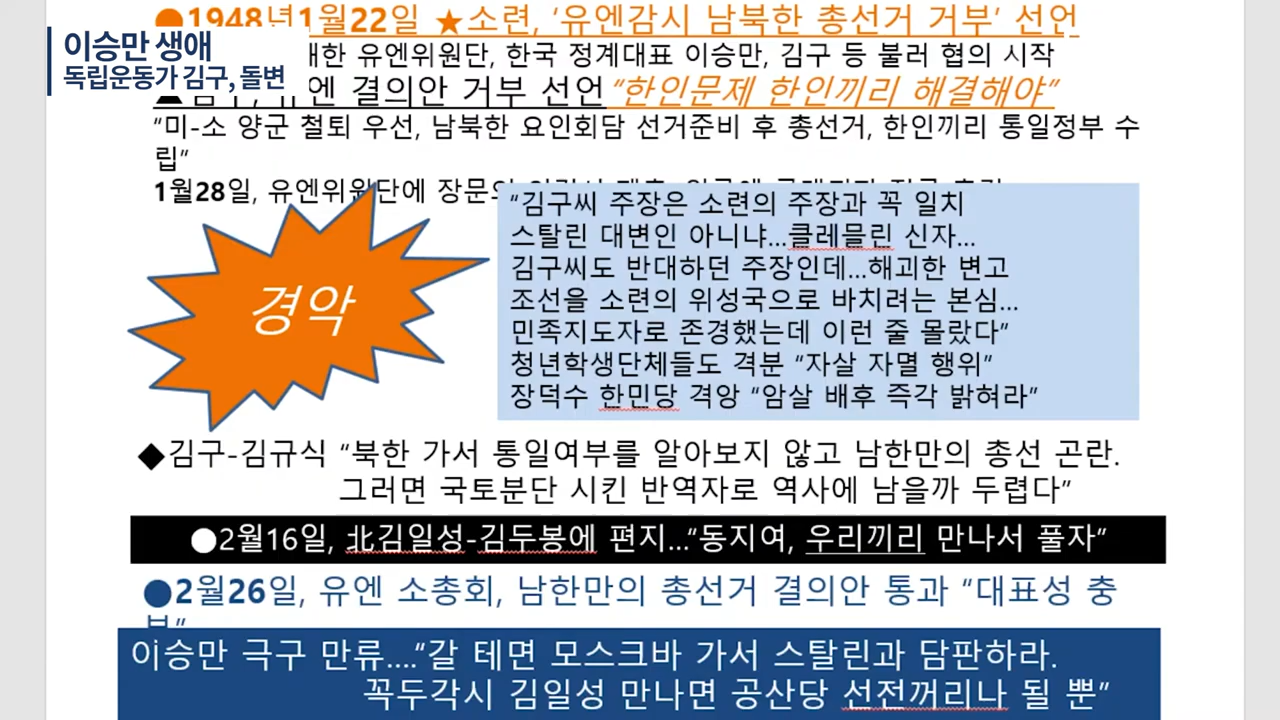 ●1948년1월22일 ★소련, ‘유엔감시 남북한 총선거 거부’ 선언
이승만 생애
독립운동가 김구, 돌변
유엔위원단, 한국 정계대표 이승만, 김구 등 불러 협의 시작
결의안 거부 선언 “한인문제 한인끼리 해결해야”
“미-소 양군 철퇴 우선, 남북한 요인회담 선거준비 후 총선거, 한인끼리 통일정부 수
립”
1월28일, 유엔위원단에 장문의
“김구씨 주장은 소련의 주장과 꼭 일치
스탈린 대변인 아니냐...클레믈린 신자...
김구씨도 반대하던 주장인데...해괴한 변고
조선을 소련의 위성국으로 바치려는 본심...
민족지도자로 존경했는데 이런 줄 몰랐다”
청년학생단체들도 격분 “자살 자멸 행위”
장덕수 한민당 격앙 “암살 배후 즉각 밝혀라”
경악
◆김구-김규식 “북한 가서 통일여부를 알아보지 않고 남한만의 총선 곤란.
그러면 국토분단 시킨 반역자로 역사에 남을까 두렵다”
●2월16일, 北김일성-김두봉에 편지...“동지여, 우리끼리 만나서 풀자”
●2월26일, 유엔 소총회, 남한만의 총선거 결의안 통과 “대표성 충
이승만 극구 만류....“갈 테면 모스크바 가서 스탈린과 담판하라.
꼭두각시 김일성 만나면 공산당 선전꺼리나 될 뿐”